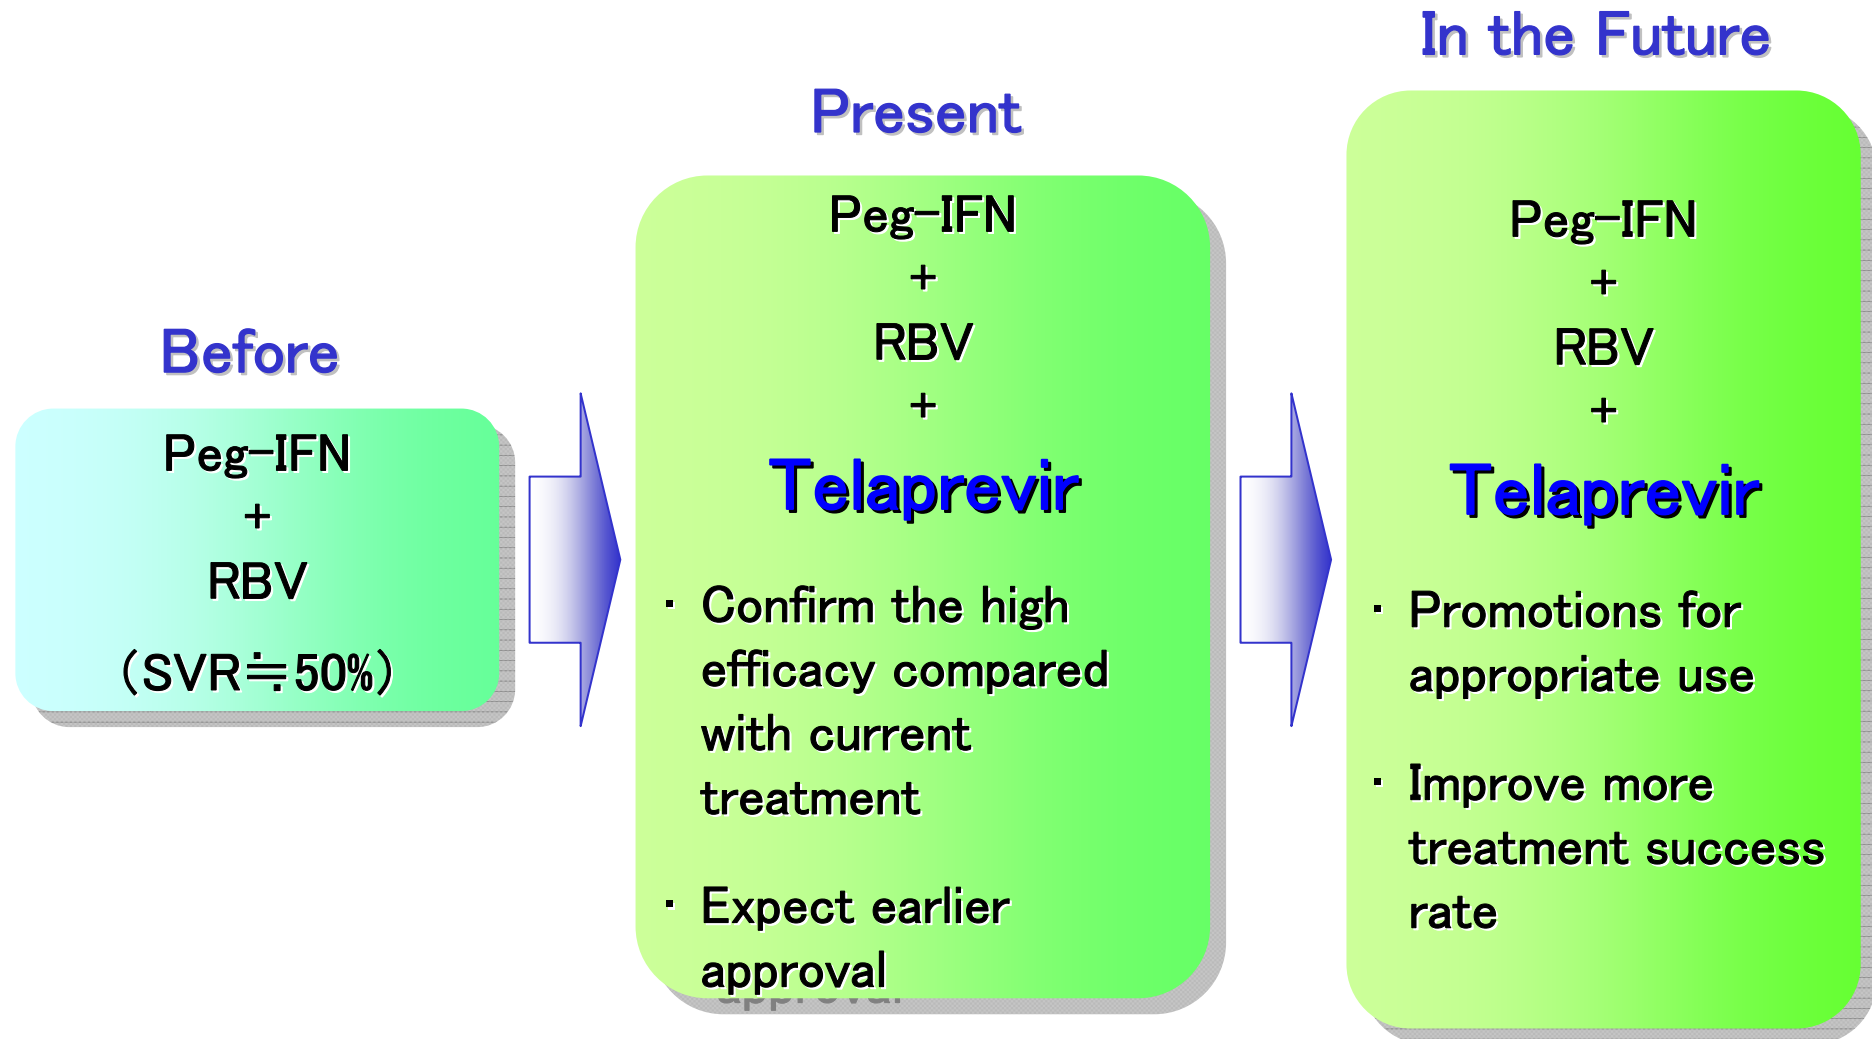 Before
Peg-IFN
+
RBV
(SVR≒50%)
Present
Peg-IFN
+
RBV
+
Telaprevir
・ Confirm the high
efficacy compared
with current
treatment
・ Expect earlier
approval
In the Future
Peg-IFN
+
RBV
+
Telaprevir
・ Promotions for
appropriate use
・ Improve more
treatment success
rate